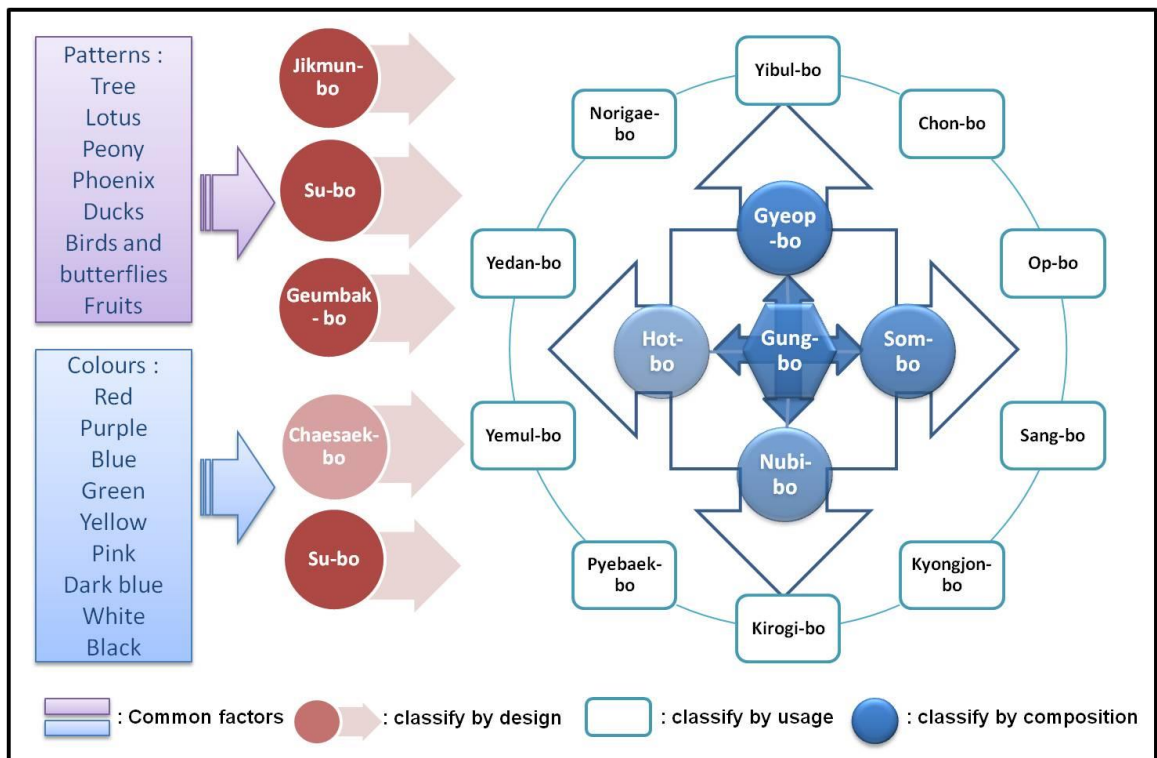 Patterns :
Tree
Lotus
Peony
Phoenix
Ducks
Birds and
butterflies
Fruits
Colours :
Red
Purple
Blue
Green
Yellow
Pink
Dark blue
White
Black
Jikmun-
bo
Su-bo
Geumbak
- bo
Chaesaek-
bo
Su-bo
Yibul-bo
Chon-bo
Op-bo
Sang-bo
Kyongjon-
bo
Kirogi-bo
Pyebaek-
bo
Yemul-bo
Yedan-bo
Norigae-
bo
Gyeop
-bo
Hot-
bo
Gung-
bo
Som-
bo
Nubi-
bo
: Common factors
: classify by design
: classify by usage
: classify by composition